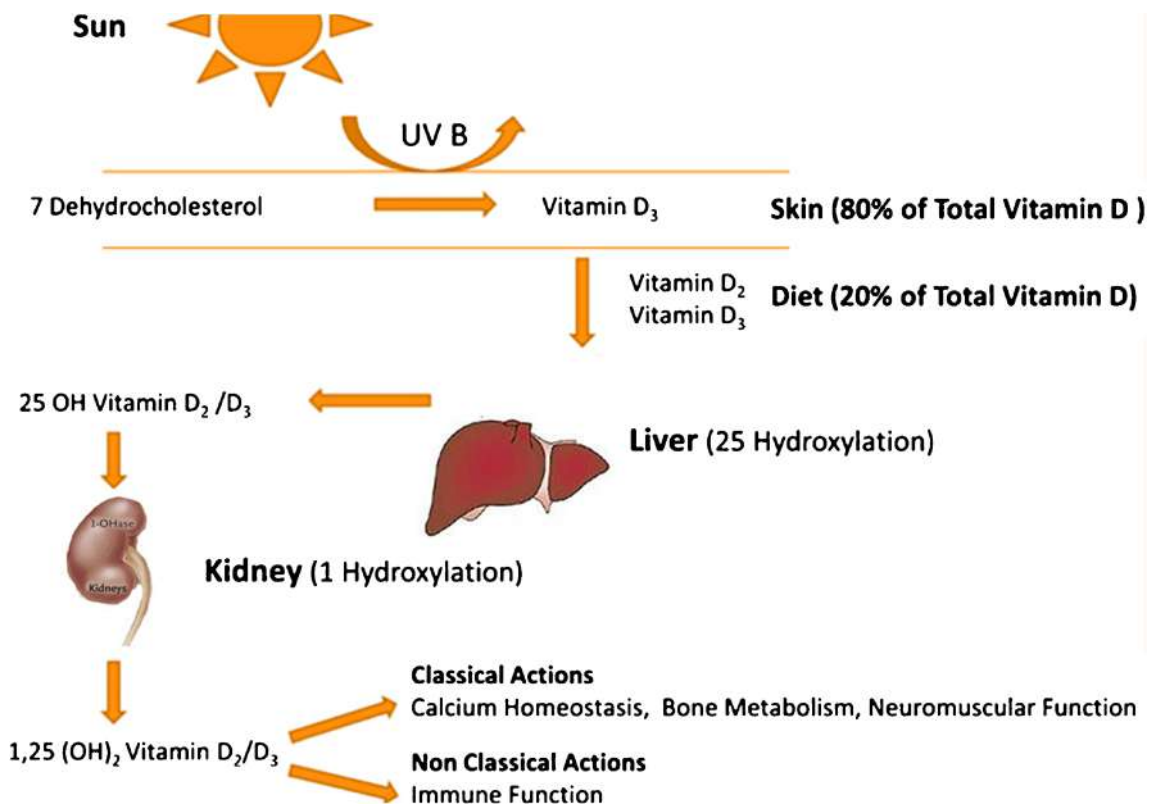 Sun
UV B
7 Dehydrocholesterol
Vitamin D₃
Skin (80% of Total Vitamin D )
Vitamin D₂
Vitamin D₃
Diet (20% of Total Vitamin D)
25 OH Vitamin D₂ /D₃
Liver (25 Hydroxylation)
1-OHase
Kidneys
Kidney (1 Hydroxylation)
Classical Actions
Calcium Homeostasis, Bone Metabolism, Neuromuscular Function
1,25 (OH)₂ Vitamin D₂/D₃
Non Classical Actions
Immune Function